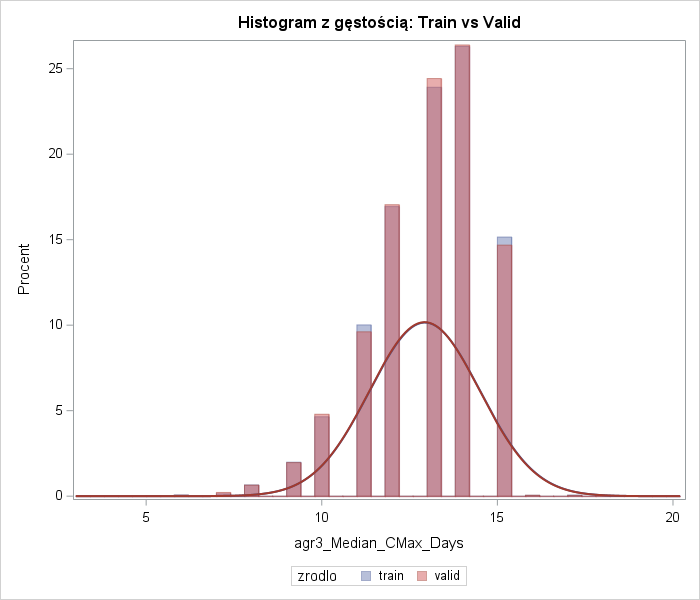 Histogram z gęstością: Train vs Valid
25
20
15
10
5
0
Procent
5
10
15
20
agr3_Median_CMax_Days
zrodlo train valid